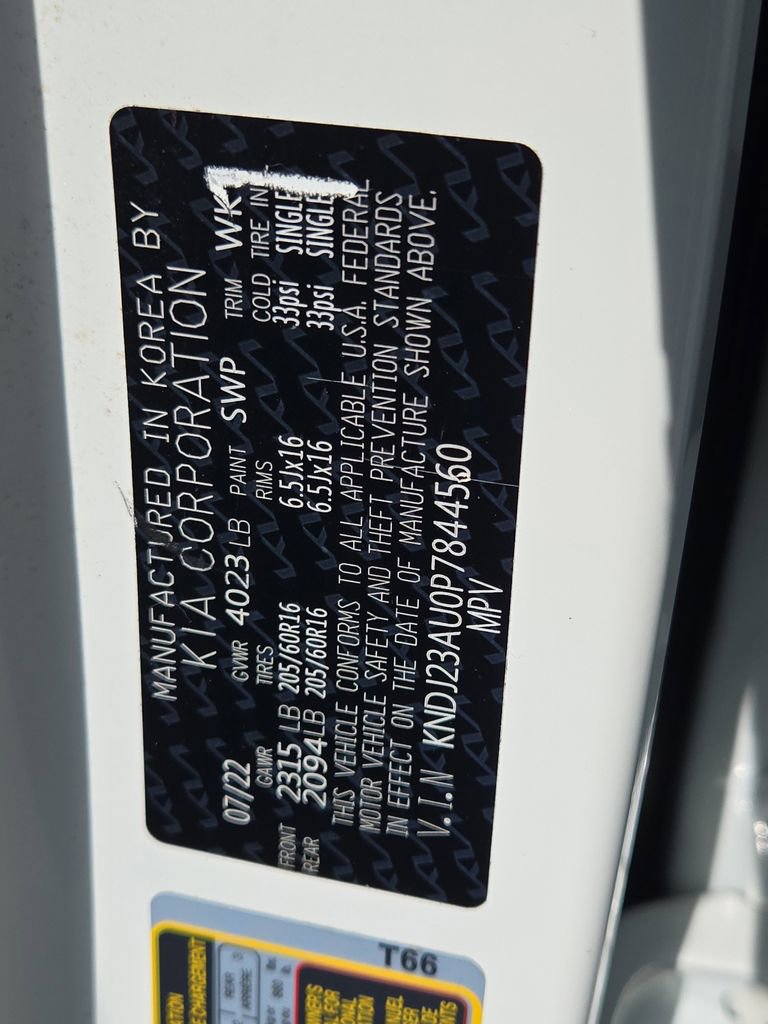 MANUFACTURED IN KOREA BY
KIA CORPORATION
07/22 GVWR 4023 LB PAINT SWP TRIM WK
GAWR TIRES RIMS COLD TIRE IN
FRONT 2315 LB 205/60R16 6.5Jx16 33psi SINGLE
REAR 2094LB 205/60R16 6.5Jx16 33psi SINGLE
THIS VEHICLE CONFORMS TO ALL APPLICABLE U.S.A. FEDERAL
MOTOR VEHICLE SAFETY AND THEFT PREVENTION STANDARDS
IN EFFECT ON THE DATE OF MANUFACTURE SHOWN ABOVE.
V.I.N KNDJ23AU0P7844560
MPV
T66
REAR
ARRIÈRE